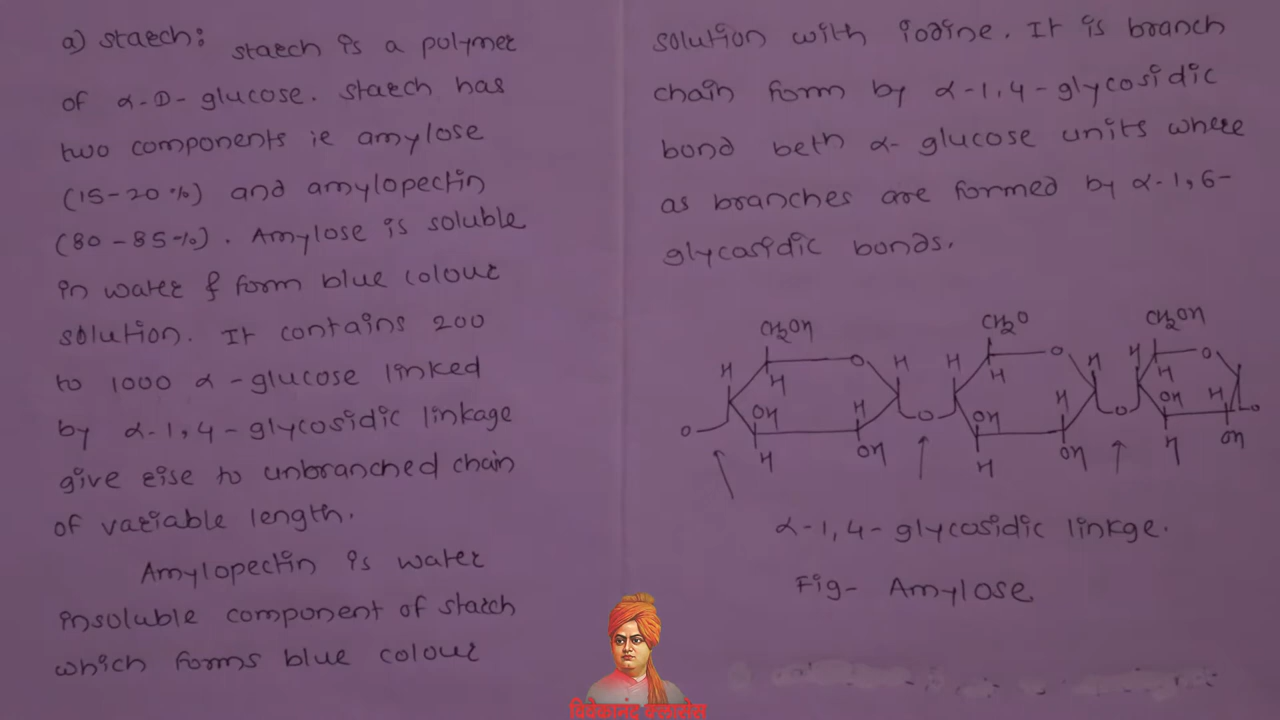 a) starch: starch is a polymer
of α-D-glucose. starch has
two components ie amylose
(15-20%) and amylopectin
(80-85%). Amylose is soluble
in water & form blue colour
solution. It contains 200
to 1000 α-glucose linked
by α-1,4-glycosidic linkage
give rise to unbranched chain
of variable length.
Amylopectin is water
insoluble component of starch
which forms blue colour
solution with iodine. It is branch
chain form by α-1,4-glycosidic
bond beth α-glucose units where
as branches are formed by α-1,6-
glycosidic bonds.
CH2OH CH2O CH2OH
H O H H O H H O
H H H
OH H OH H OH H
O O O O
H OH H OH H OH
α-1,4-glycosidic linkge.
Fig- Amylose
विवेकानंद क्लासेस